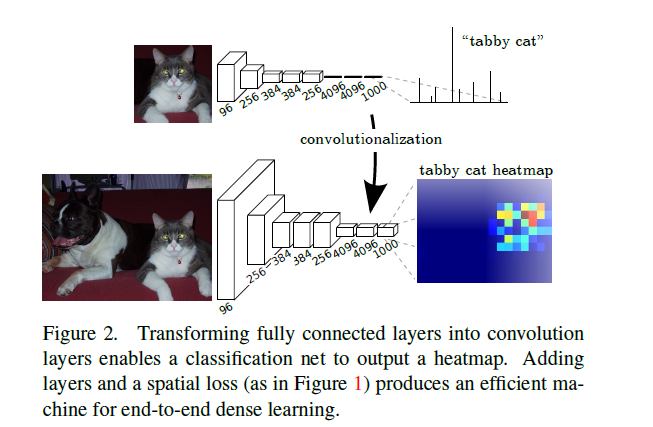 "tabby cat"
96 256 384 384 256 4096 4096 1000
convolutionalization
tabby cat heatmap
96 256 384 384 256 4096 4096 1000
Figure 2. Transforming fully connected layers into convolution
layers enables a classification net to output a heatmap. Adding
layers and a spatial loss (as in Figure 1) produces an efficient ma-
chine for end-to-end dense learning.